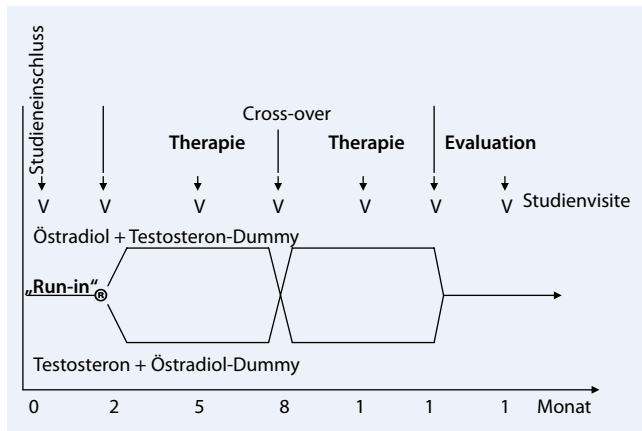 Studieneinschluss
Cross-over
Therapie Therapie Evaluation
V V V V V V V Studienvisite
Östradiol + Testosteron-Dummy
„Run-in“ ®
Testosteron + Östradiol-Dummy
0 2 5 8 1 1 1 Monat